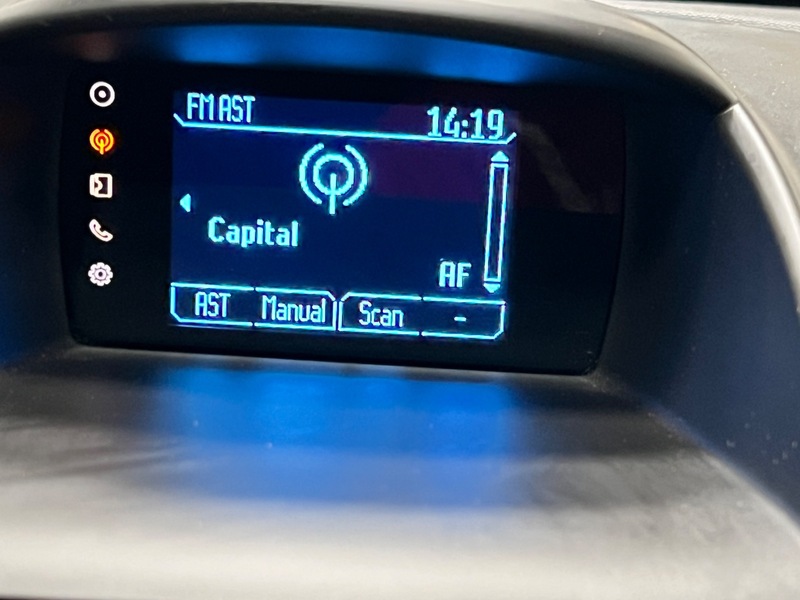 FM AST 14:19
Capital
AF
AST Manual Scan -